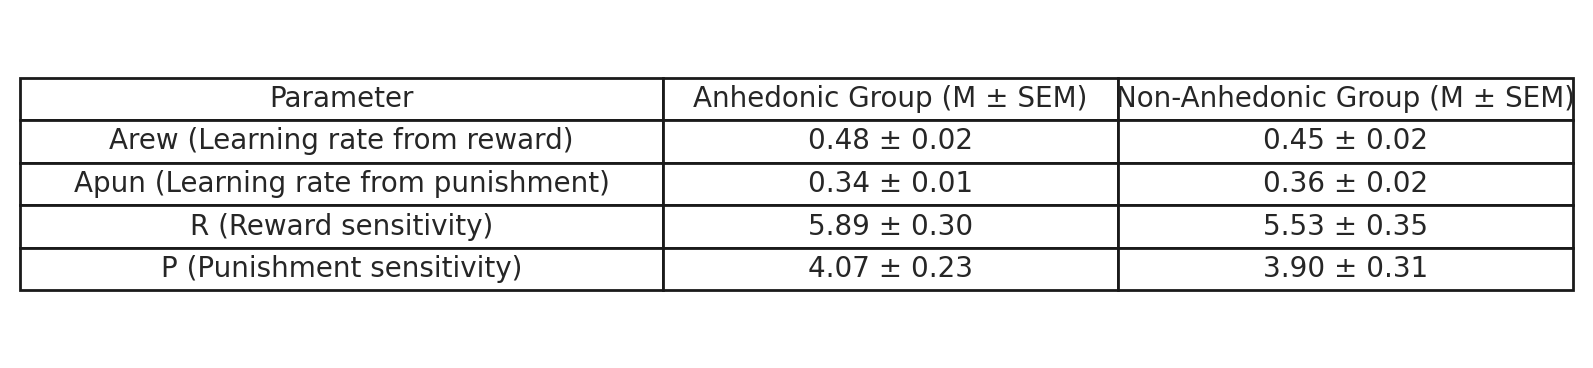 Parameter Anhedonic Group (M ± SEM) Non-Anhedonic Group (M ± SEM)
Arew (Learning rate from reward) 0.48 ± 0.02 0.45 ± 0.02
Apun (Learning rate from punishment) 0.34 ± 0.01 0.36 ± 0.02
R (Reward sensitivity) 5.89 ± 0.30 5.53 ± 0.35
P (Punishment sensitivity) 4.07 ± 0.23 3.90 ± 0.31